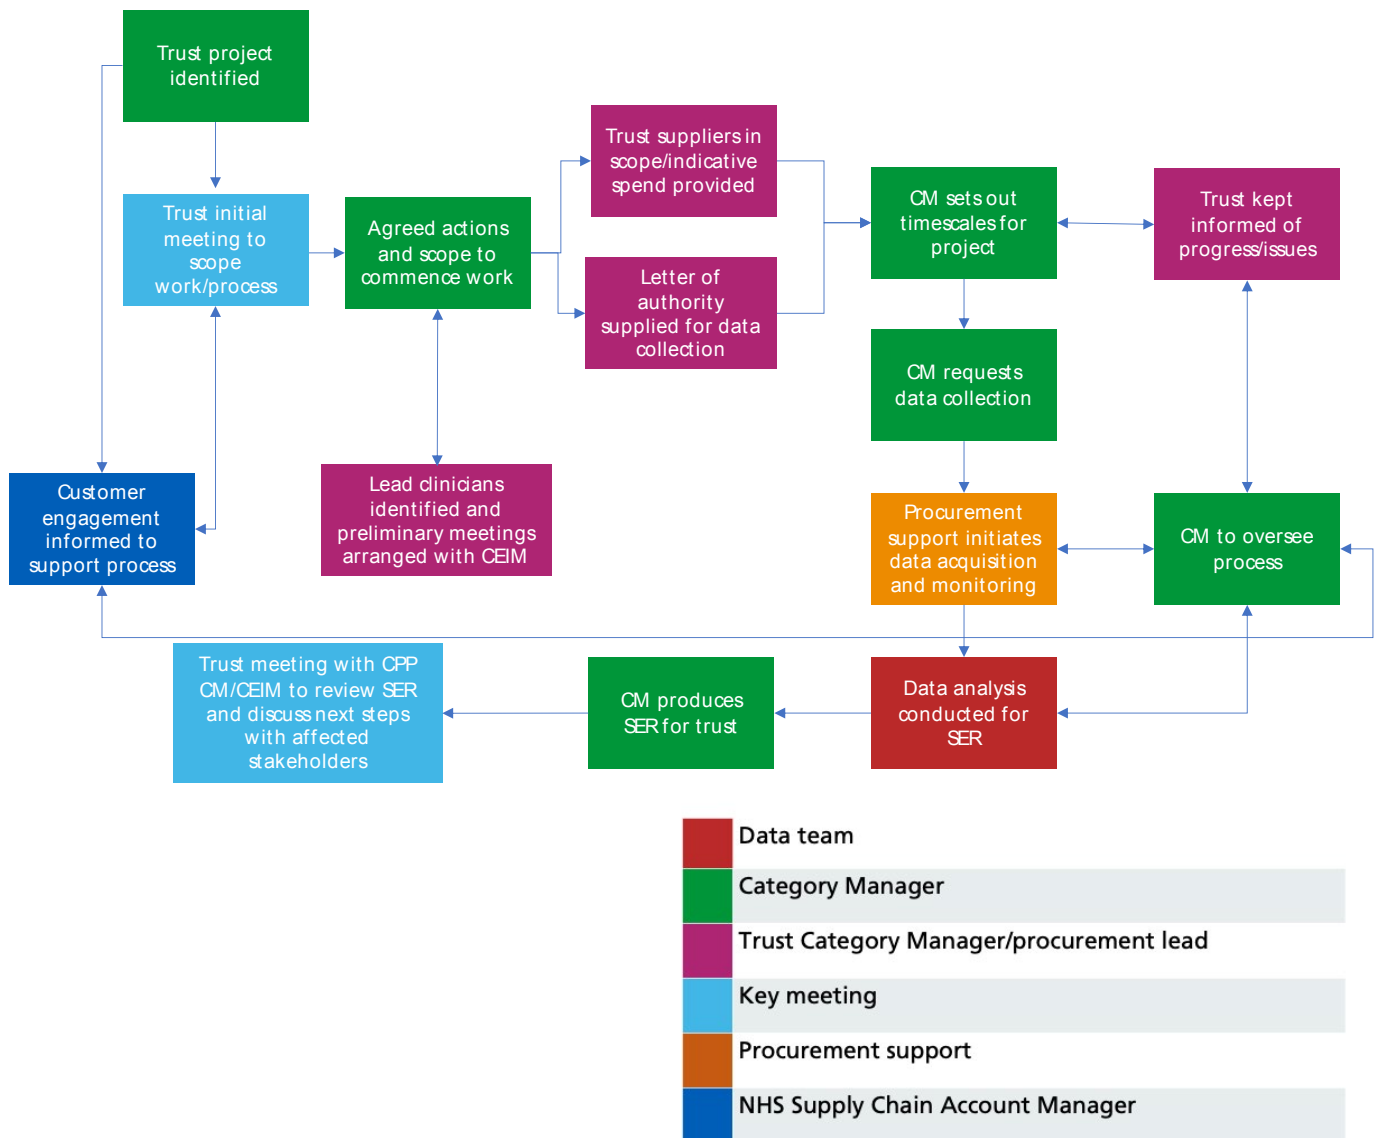 Trust project
identified
Trust initial
meeting to
scope
work/process
Agreed actions
and scope to
commence work
Trust suppliers in
scope/indicative
spend provided
Letter of
authority
supplied for data
collection
CM sets out
timescales for
project
Trust kept
informed of
progress/issues
CM requests
data collection
Customer
engagement
informed to
support process
Lead clinicians
identified and
preliminary meetings
arranged with CEIM
Procurement
support initiates
data acquisition
and monitoring
CM to oversee
process
Trust meeting with CPP
CM/CEIM to review SER
and discuss next steps
with affected
stakeholders
CM produces
SER for trust
Data analysis
conducted for
SER
Data team
Category Manager
Trust Category Manager/procurement lead
Key meeting
Procurement support
NHS Supply Chain Account Manager